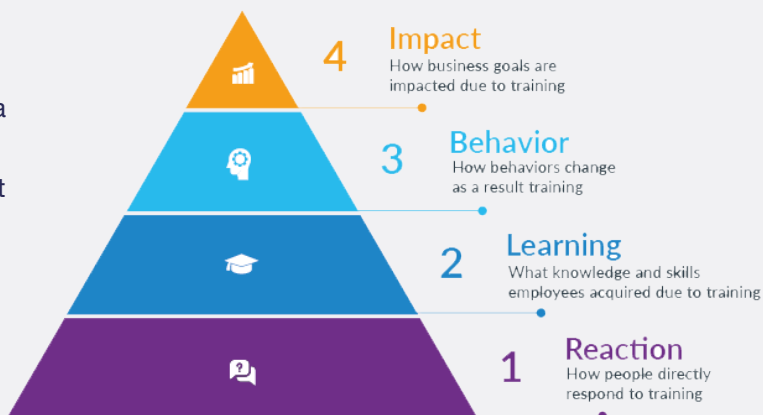 4
Impact
How business goals are
impacted due to training
a
3
Behavior
How behaviors change
as a result training
t
2
Learning
What knowledge and skills
employees acquired due to training
1
Reaction
How people directly
respond to training
?